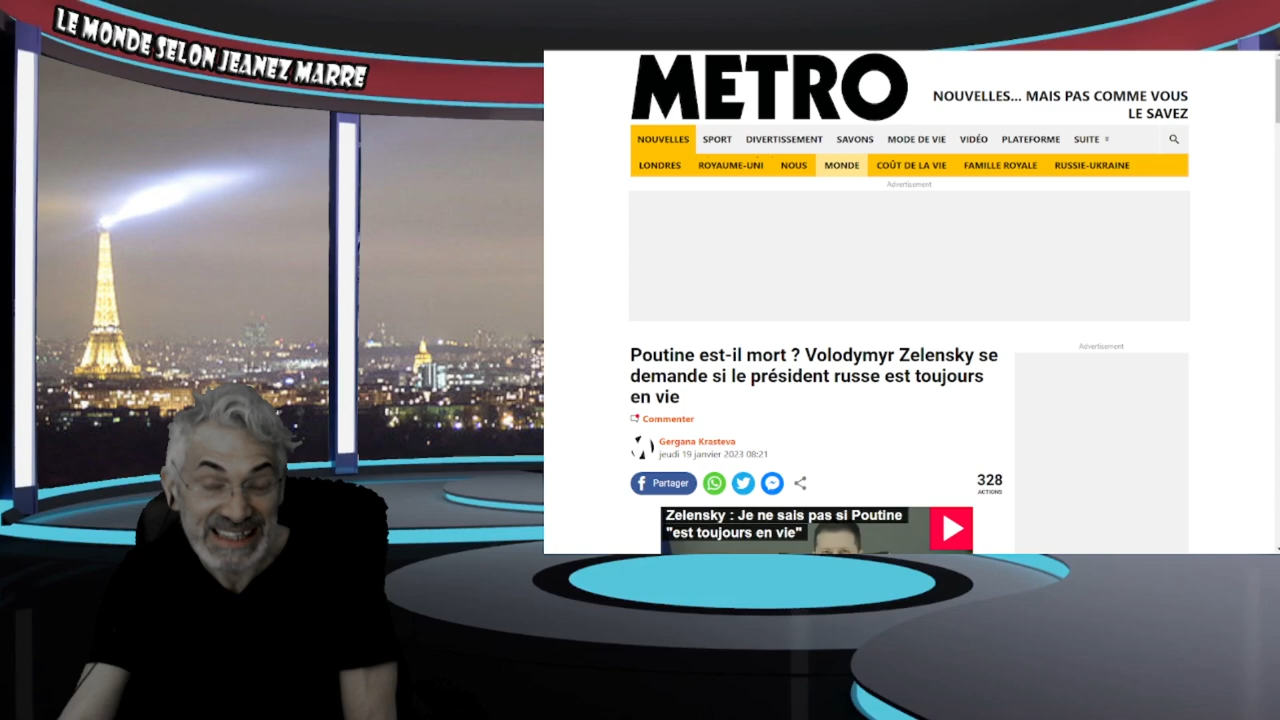 LE MONDE SELON JEANEZ MARRE
METRO
NOUVELLES... MAIS PAS COMME VOUS
LE SAVEZ
NOUVELLES SPORT DIVERTISSEMENT SAVONS MODE DE VIE VIDÉO PLATEFORME SUITE
LONDRES ROYAUME-UNI NOUS MONDE COÛT DE LA VIE FAMILLE ROYALE RUSSIE-UKRAINE
Advertisement
Poutine est-il mort ? Volodymyr Zelensky se
demande si le président russe est toujours
en vie
Advertisement
Commenter
Gergana Krasteva
jeudi 19 janvier 2023 08:21
f Partager
328
ACTIONS
Zelensky : Je ne sais pas si Poutine
"est toujours en vie"